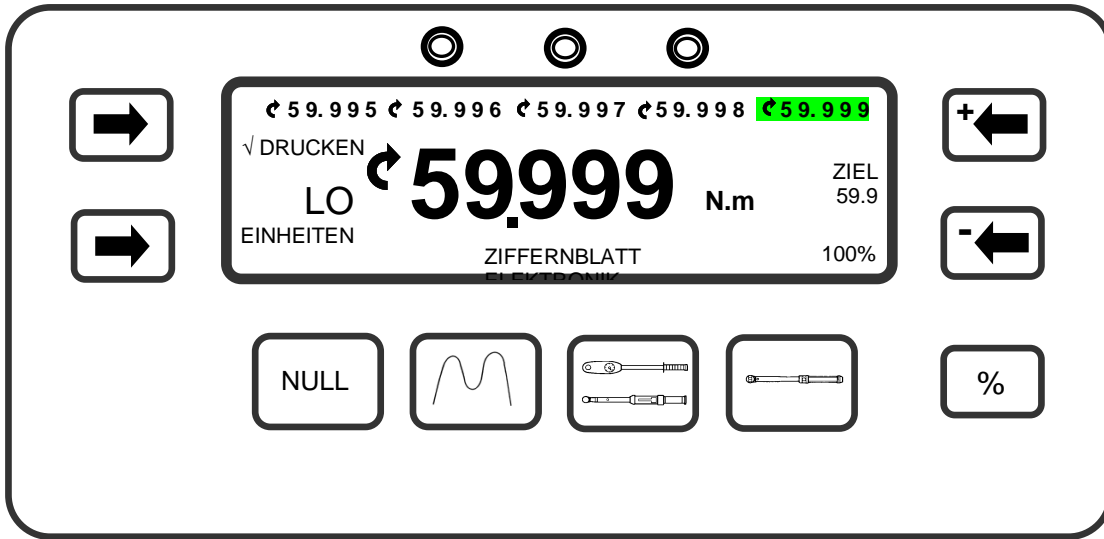 59.995 59.996 59.997 59.998 59.999
√ DRUCKEN
59.999 N.m
ZIEL
59.9
LO
EINHEITEN
ZIFFERNBLATT
ELEKTRONIK
100%
+
-
NULL
%